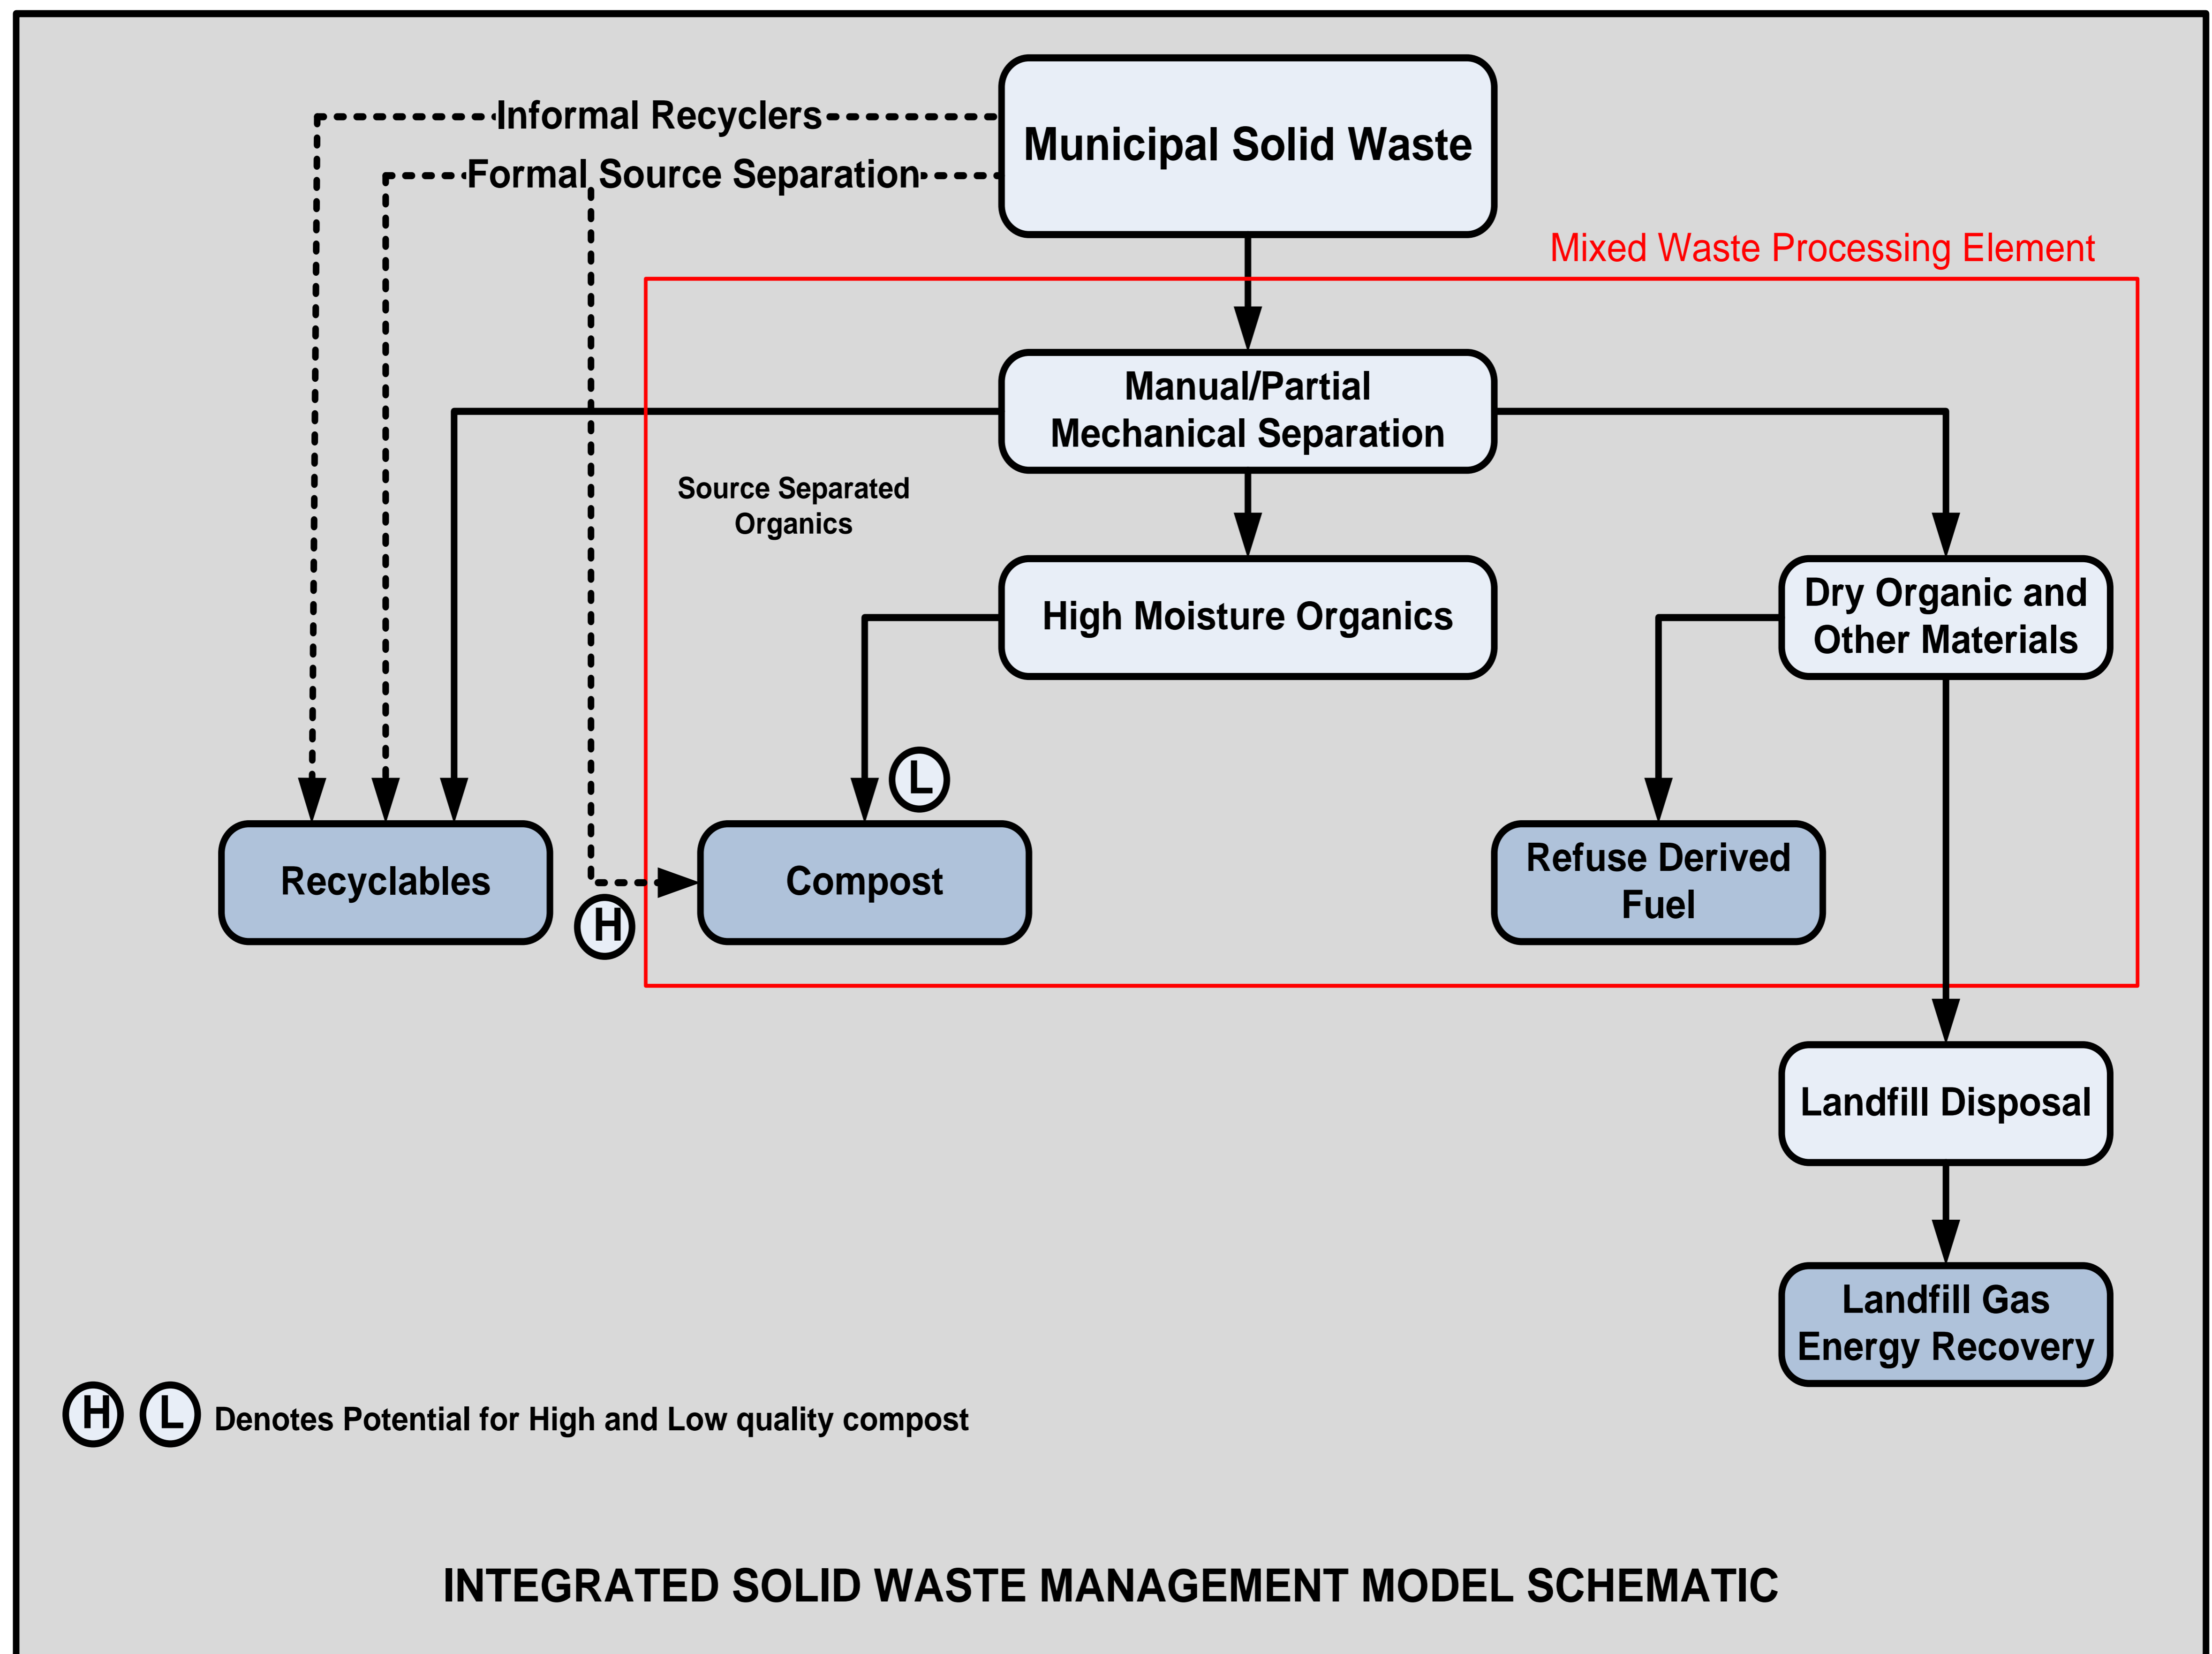 Informal Recyclers
Formal Source Separation
Municipal Solid Waste
Mixed Waste Processing Element
Manual/Partial
Mechanical Separation
Source Separated
Organics
High Moisture Organics
Dry Organic and
Other Materials
L
Recyclables
H
Compost
Refuse Derived
Fuel
Landfill Disposal
Landfill Gas
Energy Recovery
H L Denotes Potential for High and Low quality compost
INTEGRATED SOLID WASTE MANAGEMENT MODEL SCHEMATIC